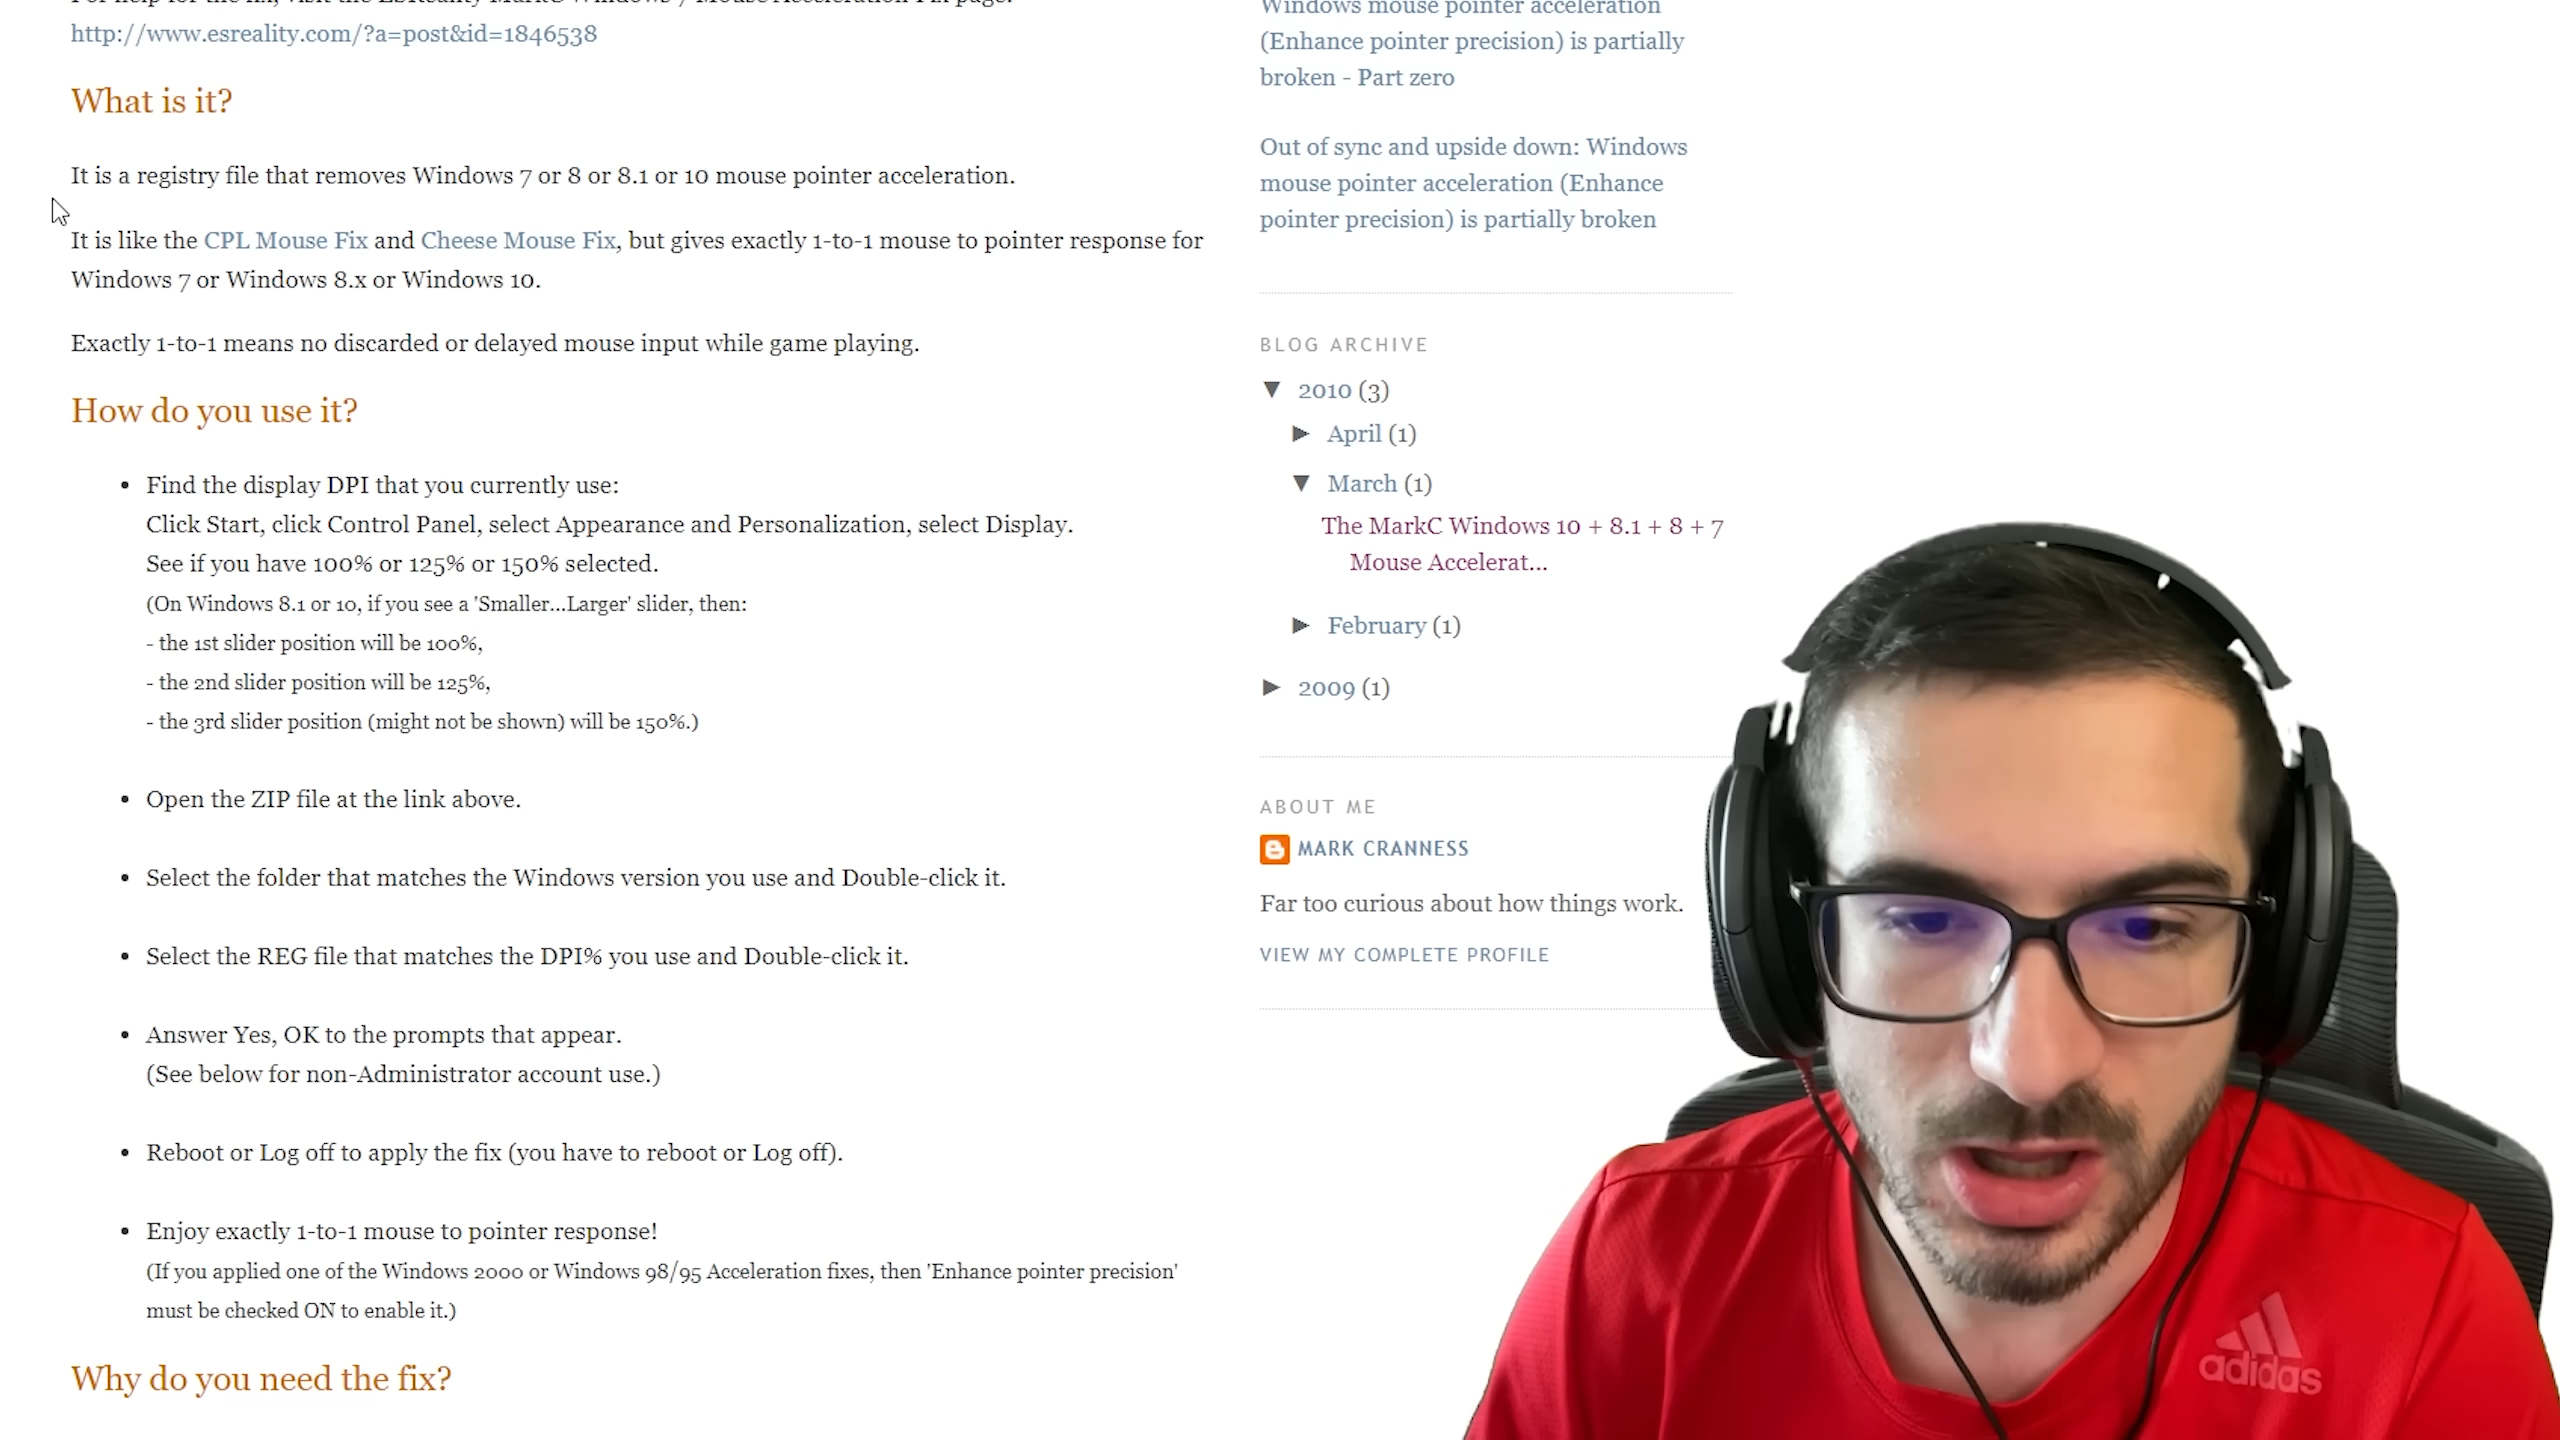 For help for the fix, visit the ESReality MarkC Windows 7 Mouse Acceleration Fix page:
http://www.esreality.com/?a=post&id=1846538
What is it?
It is a registry file that removes Windows 7 or 8 or 8.1 or 10 mouse pointer acceleration.
It is like the CPL Mouse Fix and Cheese Mouse Fix, but gives exactly 1-to-1 mouse to pointer response for
Windows 7 or Windows 8.x or Windows 10.
Exactly 1-to-1 means no discarded or delayed mouse input while game playing.
How do you use it?
• Find the display DPI that you currently use:
Click Start, click Control Panel, select Appearance and Personalization, select Display.
See if you have 100% or 125% or 150% selected.
(On Windows 8.1 or 10, if you see a 'Smaller...Larger' slider, then:
- the 1st slider position will be 100%,
- the 2nd slider position will be 125%,
- the 3rd slider position (might not be shown) will be 150%.)
• Open the ZIP file at the link above.
• Select the folder that matches the Windows version you use and Double-click it.
• Select the REG file that matches the DPI% you use and Double-click it.
• Answer Yes, OK to the prompts that appear.
(See below for non-Administrator account use.)
• Reboot or Log off to apply the fix (you have to reboot or Log off).
• Enjoy exactly 1-to-1 mouse to pointer response!
(If you applied one of the Windows 2000 or Windows 98/95 Acceleration fixes, then 'Enhance pointer precision'
must be checked ON to enable it.)
Why do you need the fix?
Windows mouse pointer acceleration
(Enhance pointer precision) is partially
broken - Part zero
Out of sync and upside down: Windows
mouse pointer acceleration (Enhance
pointer precision) is partially broken
BLOG ARCHIVE
▼ 2010 (3)
► April (1)
▼ March (1)
The MarkC Windows 10 + 8.1 + 8 + 7
Mouse Accelerat...
► February (1)
► 2009 (1)
ABOUT ME
MARK CRANNESS
Far too curious about how things work.
VIEW MY COMPLETE PROFILE
adidas